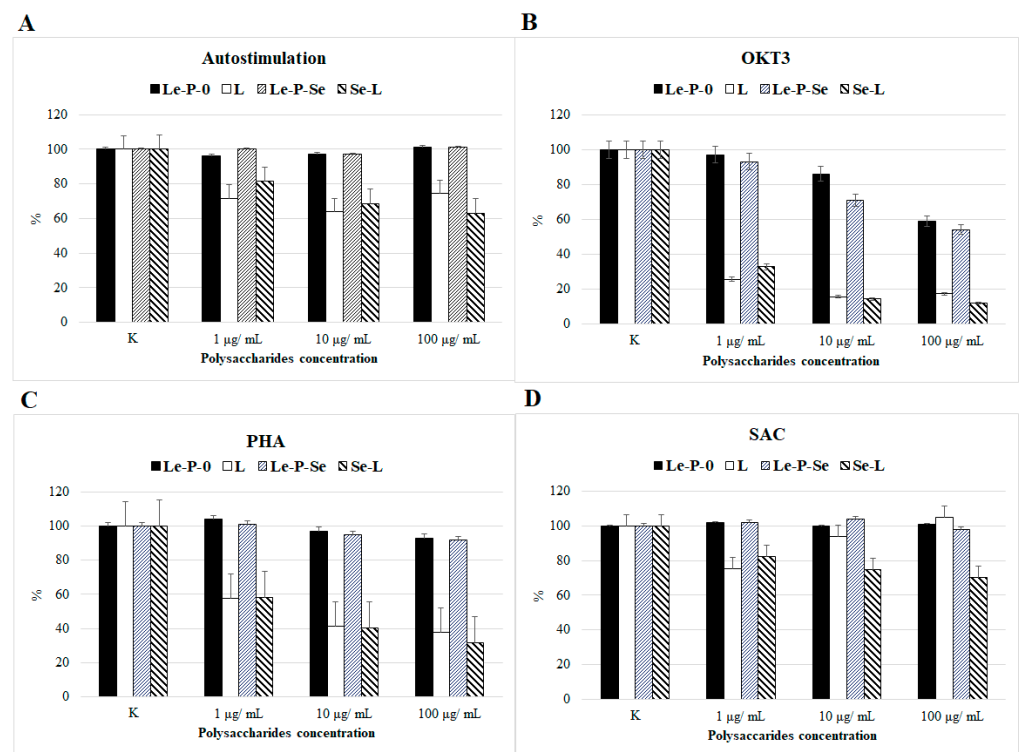 A
Autostimulation
Le-P-0 L Le-P-Se Se-L
120
100
80
60
40
20
0
%
K 1 µg/ mL 10 µg/ mL 100 µg/ mL
Polysaccharides concentration
B
OKT3
Le-P-0 L Le-P-Se Se-L
120
100
80
60
40
20
0
%
K 1 µg/ mL 10 µg/ mL 100 µg/ mL
Polysaccharides concentration
C
PHA
Le-P-0 L Le-P-Se Se-L
120
100
80
60
40
20
0
%
K 1 µg/ mL 10 µg/ mL 100 µg/ mL
Polysaccharides concentration
D
SAC
Le-P-0 L Le-P-Se Se-L
120
100
80
60
40
20
0
%
K 1 µg/ mL 10 µg/ mL 100 µg/ mL
Polysaccarides concentration